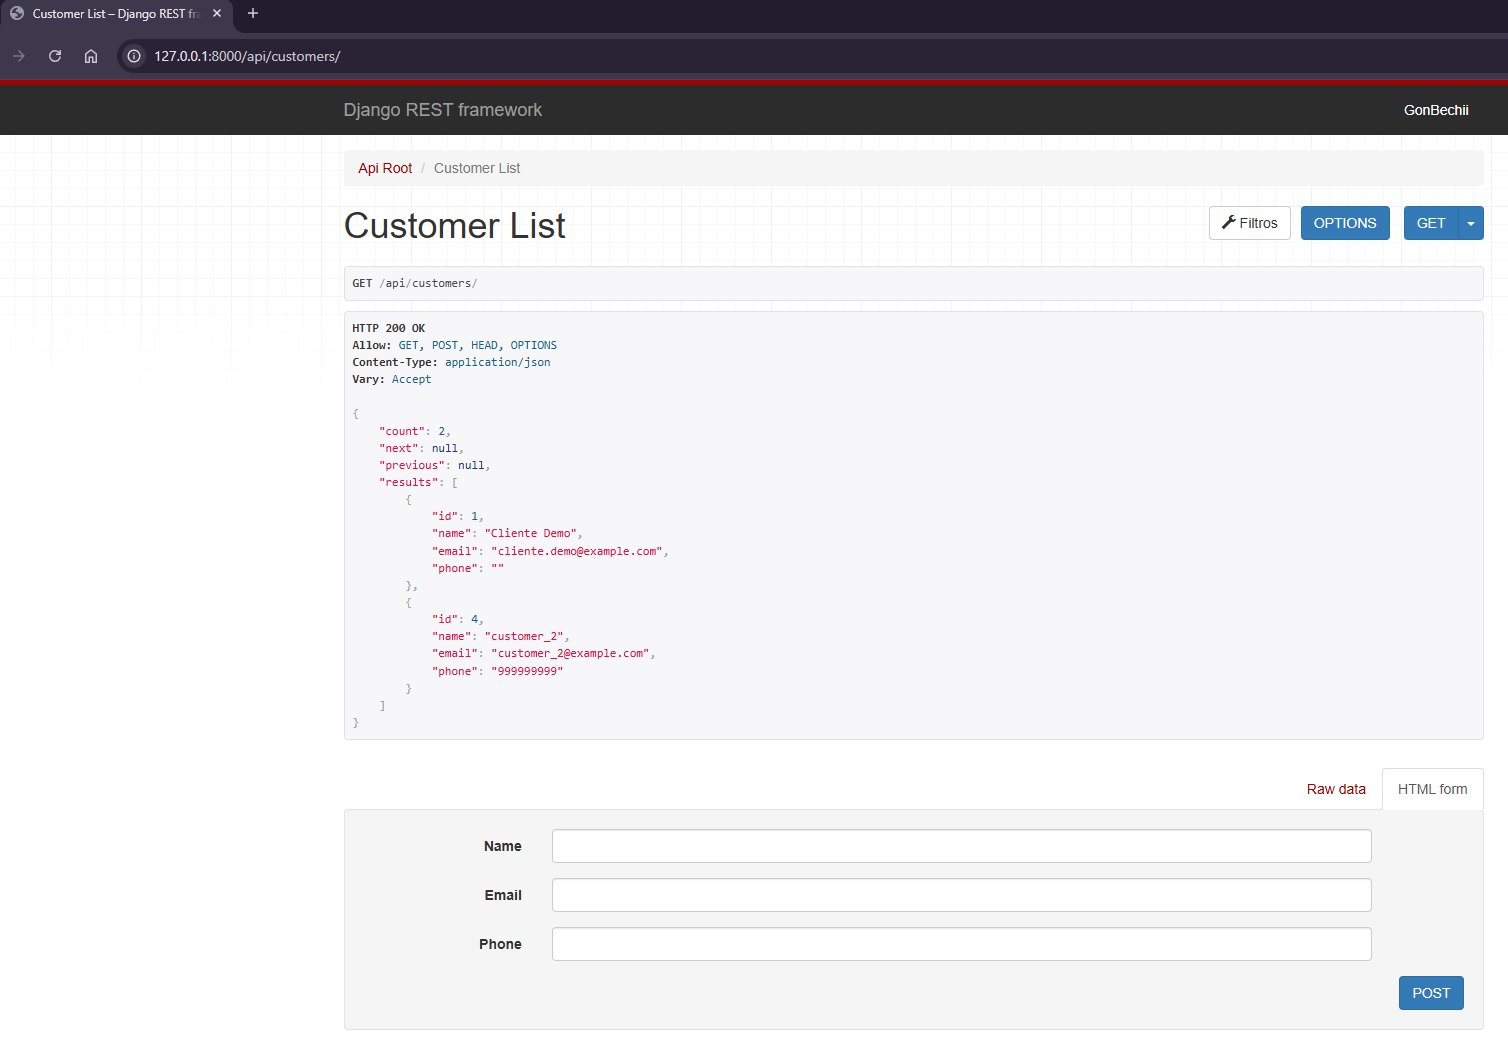 Customer List – Django REST fr
127.0.0.1:8000/api/customers/
Django REST framework
GonBechii
Api Root / Customer List
Customer List
Filtros
OPTIONS
GET
GET /api/customers/
HTTP 200 OK
Allow: GET, POST, HEAD, OPTIONS
Content-Type: application/json
Vary: Accept
{
    "count": 2,
    "next": null,
    "previous": null,
    "results": [
        {
            "id": 1,
            "name": "Cliente Demo",
            "email": "cliente.demo@example.com",
            "phone": ""
        },
        {
            "id": 4,
            "name": "customer_2",
            "email": "customer_2@example.com",
            "phone": "999999999"
        }
    ]
}
Raw data
HTML form
Name
Email
Phone
POST